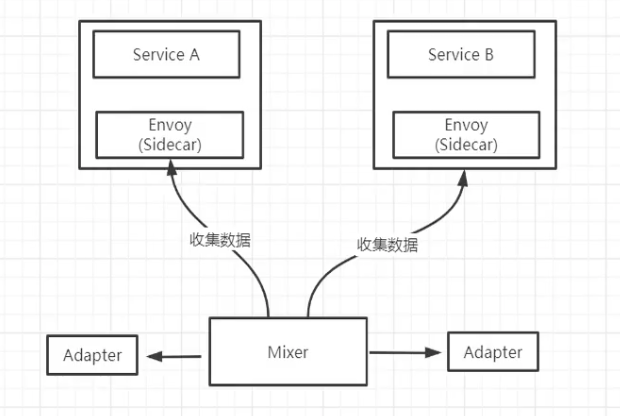 Service A
Service B
Envoy
(Sidecar)
Envoy
(Sidecar)
收集数据
收集数据
Adapter
Mixer
Adapter